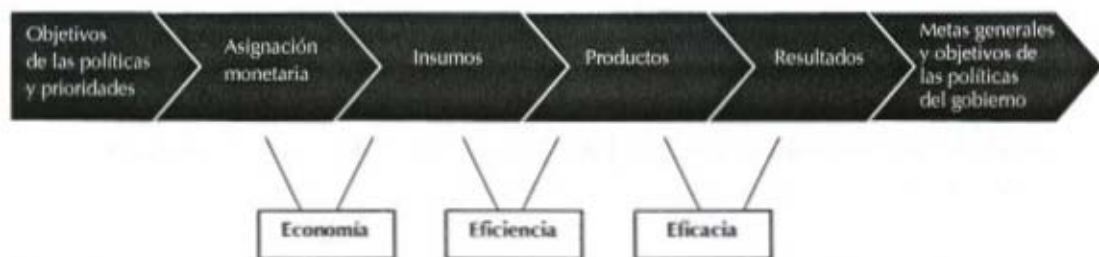 Objetivos
de las políticas
y prioridades
Asignación
monetaria
Insumos
Productos
Resultados
Metas generales
y objetivos de
las políticas
del gobierno
Economía
Eficiencia
Eficacia